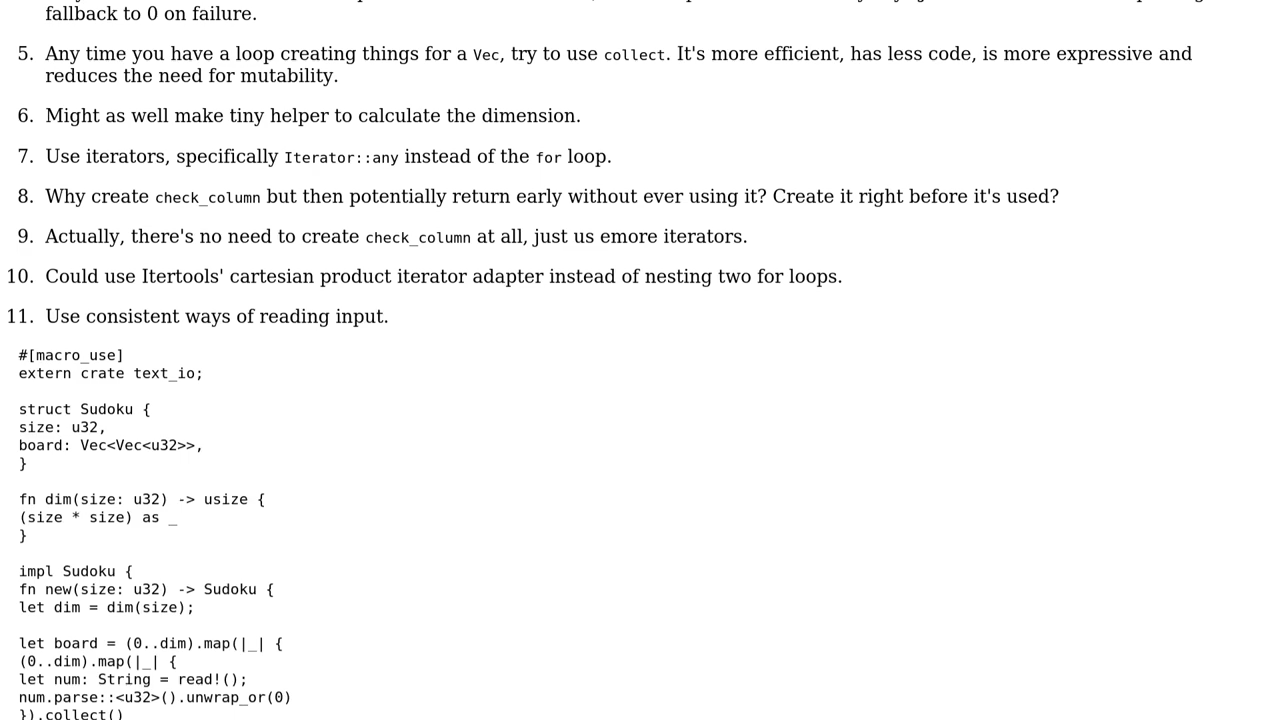 fallback to 0 on failure.
5. Any time you have a loop creating things for a Vec, try to use collect. It's more efficient, has less code, is more expressive and
reduces the need for mutability.
6. Might as well make tiny helper to calculate the dimension.
7. Use iterators, specifically Iterator::any instead of the for loop.
8. Why create check_column but then potentially return early without ever using it? Create it right before it's used?
9. Actually, there's no need to create check_column at all, just us emore iterators.
10. Could use Itertools' cartesian product iterator adapter instead of nesting two for loops.
11. Use consistent ways of reading input.
#[macro_use]
extern crate text_io;
struct Sudoku {
size: u32,
board: Vec<Vec<u32>>,
}
fn dim(size: u32) -> usize {
(size * size) as _
}
impl Sudoku {
fn new(size: u32) -> Sudoku {
let dim = dim(size);
let board = (0..dim).map(|_| {
(0..dim).map(|_| {
let num: String = read!();
num.parse::<u32>().unwrap_or(0)
}).collect()